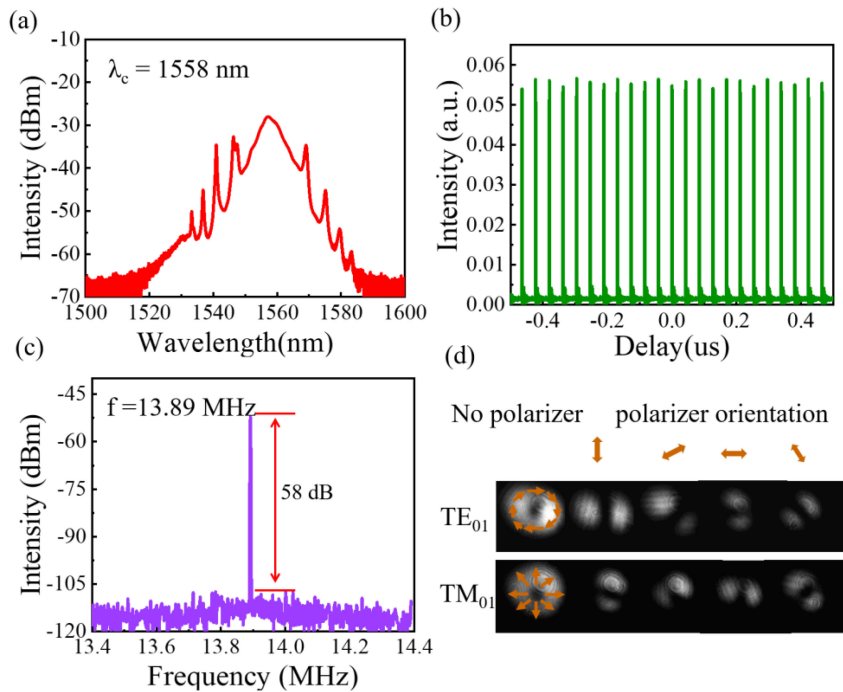 (a)
Intensity (dBm)
-10
-20
-30
-40
-50
-60
-70
λc = 1558 nm
1500 1520 1540 1560 1580 1600
Wavelength(nm)
(b)
Intensity (a.u.)
0.06
0.05
0.04
0.03
0.02
0.01
0.00
-0.4 -0.2 0.0 0.2 0.4
Delay(us)
(c)
Intensity (dBm)
-45
-60
-75
-90
-105
-120
f =13.89 MHz
58 dB
13.4 13.6 13.8 14.0 14.2 14.4
Frequency (MHz)
(d)
No polarizer polarizer orientation
TE01
TM01